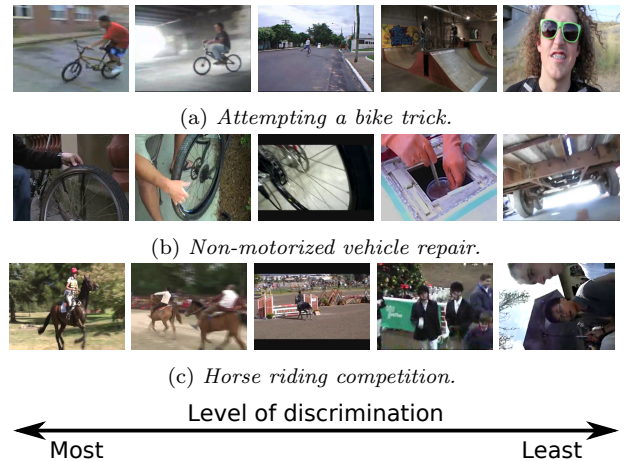 (a) Attempting a bike trick.
(b) Non-motorized vehicle repair.
(c) Horse riding competition.
Level of discrimination
Most
Least